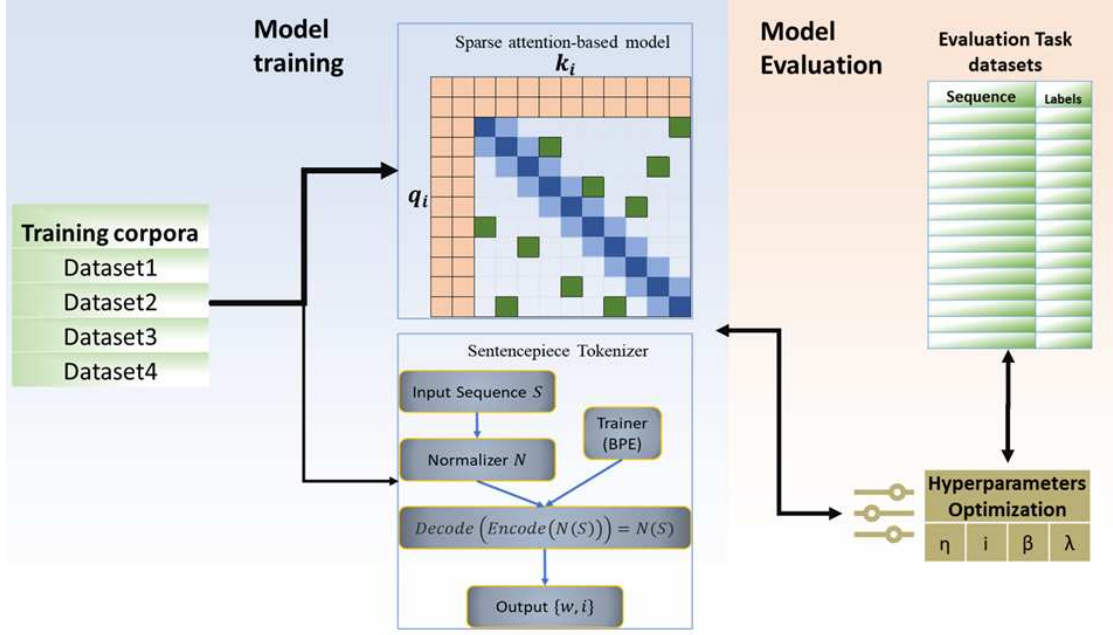 Model
training
Sparse attention-based model
k_i
q_i
Training corpora
Dataset1
Dataset2
Dataset3
Dataset4
Sentencepiece Tokenizer
Input Sequence S
Trainer
(BPE)
Normalizer N
Decode (Encode(N(S))) = N(S)
Output {w, i}
Model
Evaluation
Evaluation Task
datasets
Sequence Labels
Hyperparameters
Optimization
η i β λ